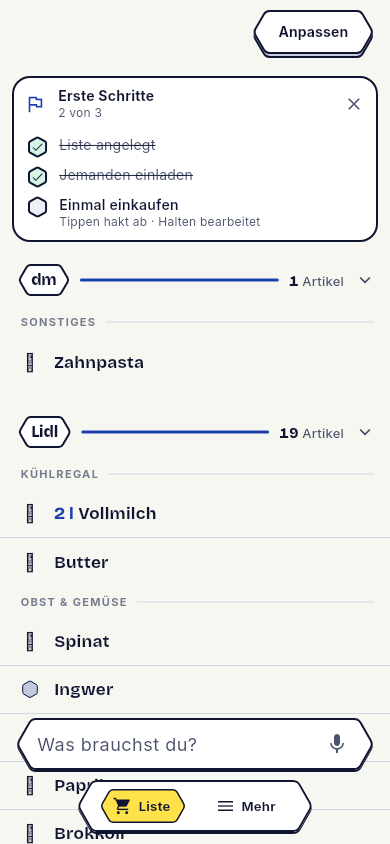 Anpassen
Erste Schritte
2 von 3
Liste angelegt
Jemanden einladen
Einmal einkaufen
Tippen hakt ab · Halten bearbeitet
dm
1 Artikel
SONSTIGES
Zahnpasta
Lidl
19 Artikel
KÜHLREGAL
2 l Vollmilch
Butter
OBST & GEMÜSE
Spinat
Ingwer
Was brauchst du?
Liste
Mehr
Brokkoli